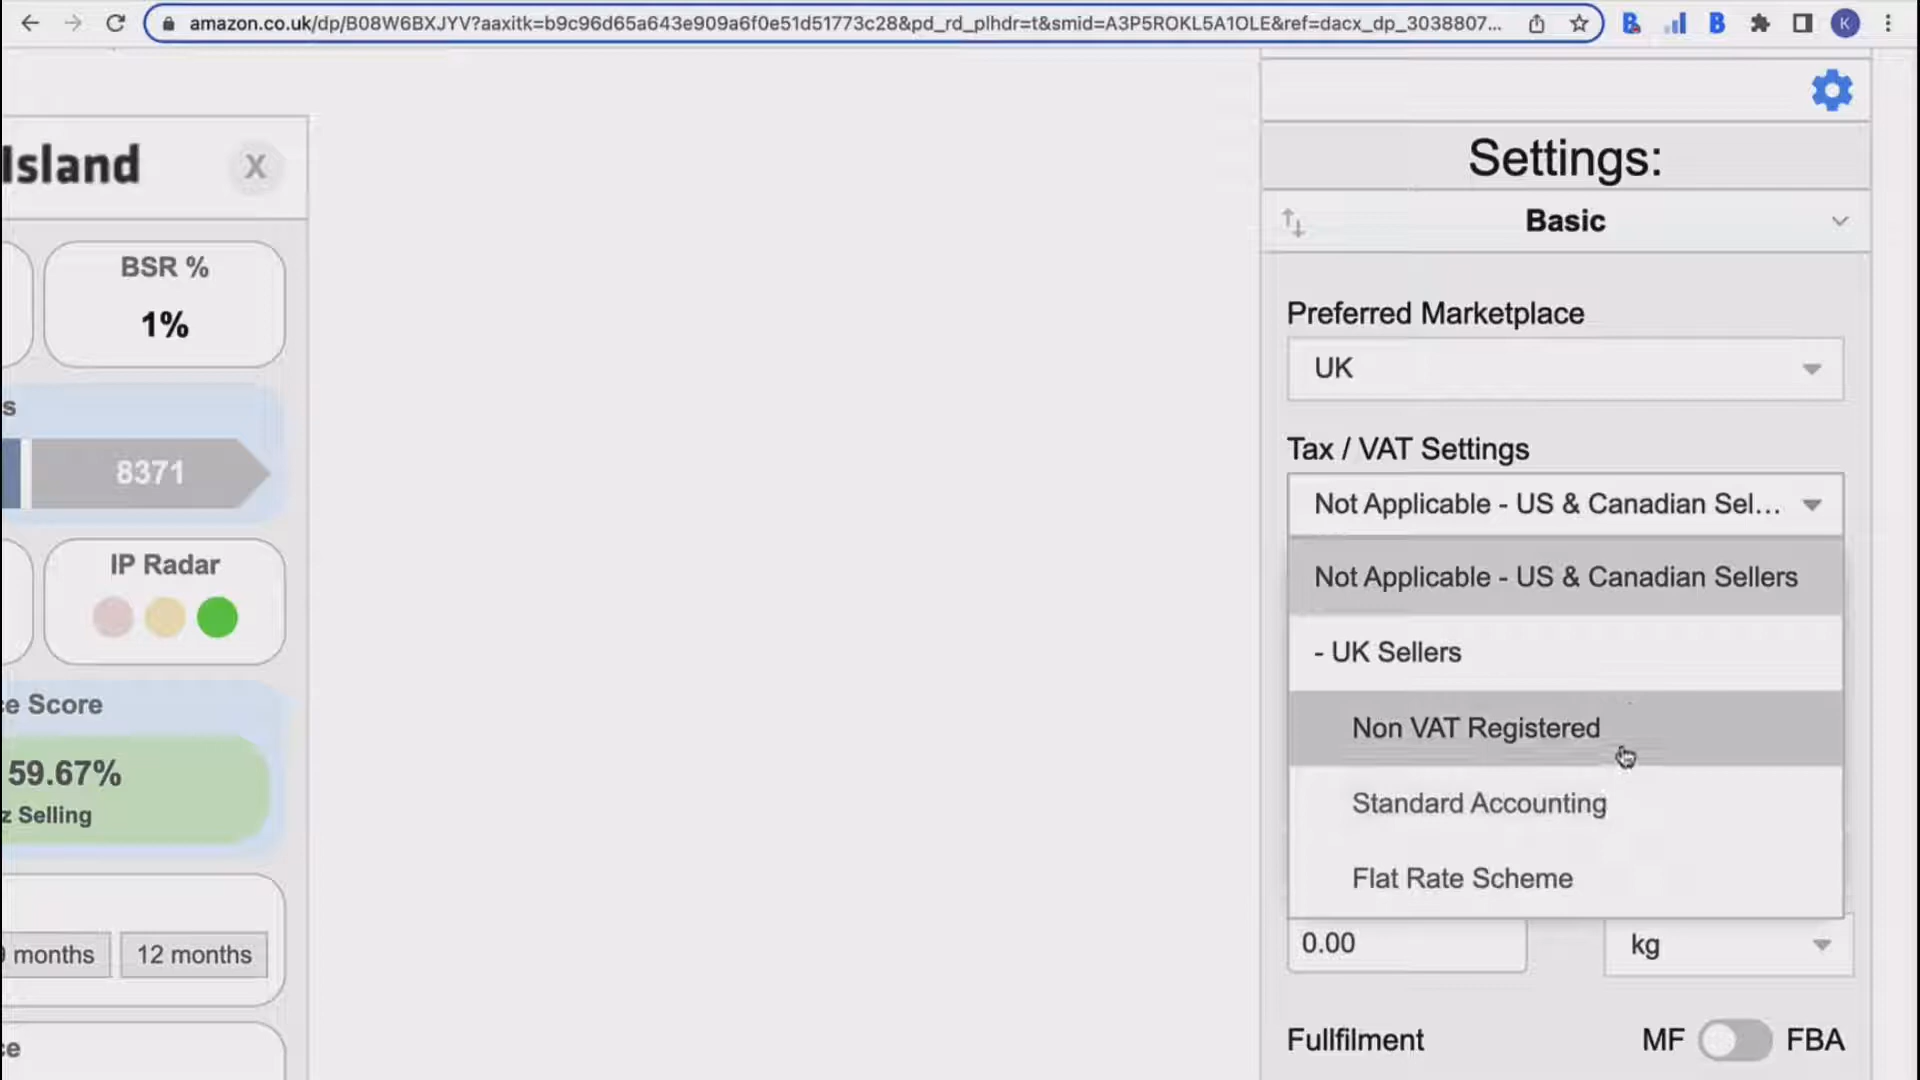 amazon.co.uk/dp/B08W6BXJYV?aaxitk=b9c96d65a643e909a6f0e51d51773c28&pd_rd_plhdr=t&smid=A3P5ROKL5A1OLE&ref=dacx_dp_3038807...
K
Island
X
BSR %
1%
s
8371
IP Radar
e Score
59.67%
z Selling
months
12 months
ce
Settings:
Basic
Preferred Marketplace
UK
Tax / VAT Settings
Not Applicable - US & Canadian Sel...
Not Applicable - US & Canadian Sellers
- UK Sellers
Non VAT Registered
Standard Accounting
Flat Rate Scheme
0.00
kg
Fullfilment
MF
FBA